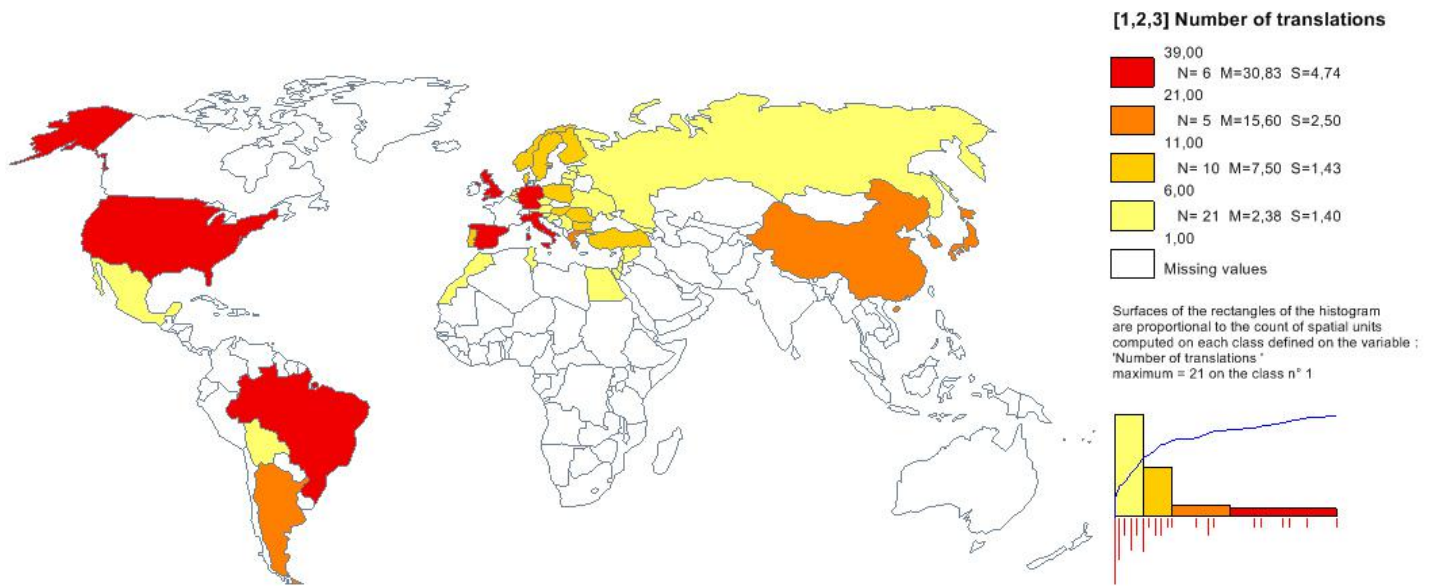 [1,2,3] Number of translations
39,00
N= 6 M=30,83 S=4,74
21,00
N= 5 M=15,60 S=2,50
11,00
N= 10 M=7,50 S=1,43
6,00
N= 21 M=2,38 S=1,40
1,00
Missing values
Surfaces of the rectangles of the histogram
are proportional to the count of spatial units
computed on each class defined on the variable :
'Number of translations '
maximum = 21 on the class n° 1